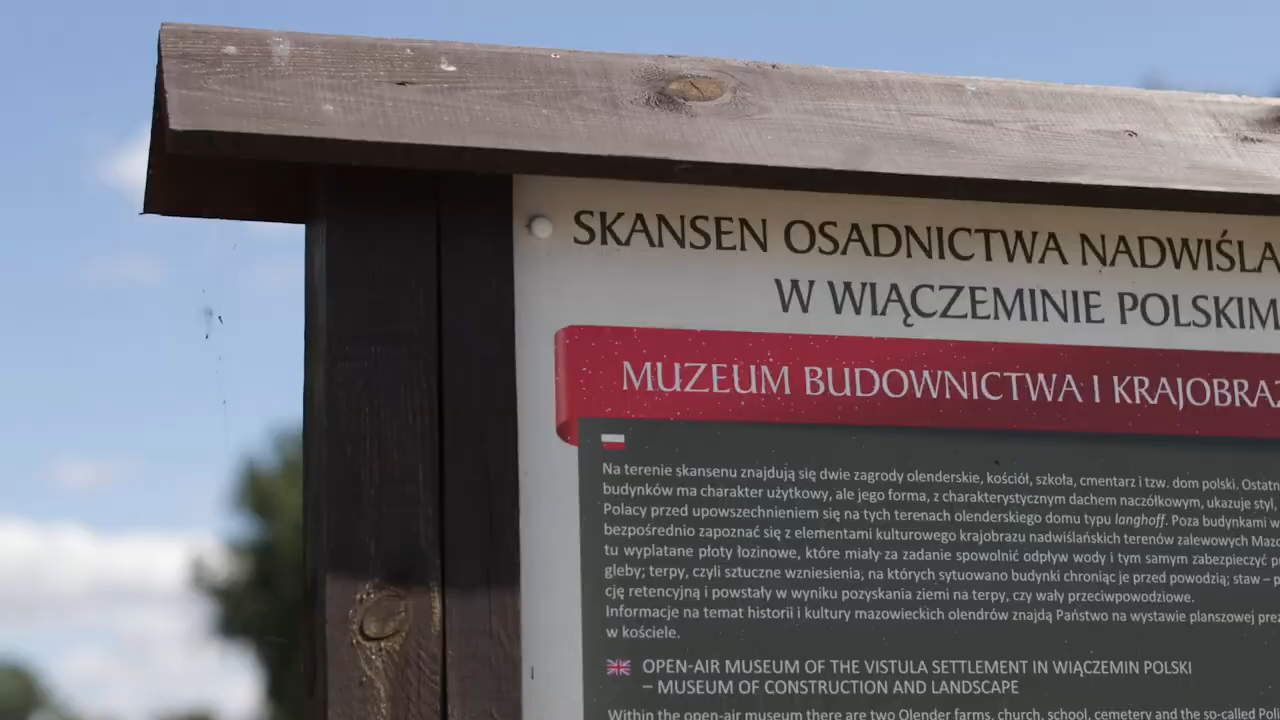 SKANSEN OSADNICTWA NADWIŚLA
W WIĄCZEMINIE POLSKIM
MUZEUM BUDOWNICTWA I KRAJOBRAZ
Na terenie skansenu znajdują się dwie zagrody olenderskie, kościół, szkoła, cmentarz i tzw. dom polski. Ostatn
budynków ma charakter użytkowy, ale jego forma, z charakterystycznym dachem naczółkowym, ukazuje styl,
Polacy przed upowszechnieniem się na tych terenach olenderskiego domu typu langhoff. Poza budynkami w
bezpośrednio zapoznać się z elementami kulturowego krajobrazu nadwiślańskich terenów zalewowych Mazo
tu wyplatane płoty łozinowe, które miały za zadanie spowolnić odpływ wody i tym samym zabezpieczyć p
gleby; terpy, czyli sztuczne wzniesienia, na których sytuowano budynki chroniąc je przed powodzią; staw – p
cję retencyjną i powstały w wyniku pozyskania ziemi na terpy, czy wały przeciwpowodziowe.
Informacje na temat historii i kultury mazowieckich olendrów znajdą Państwo na wystawie planszowej prez
w kościele.
OPEN-AIR MUSEUM OF THE VISTULA SETTLEMENT IN WIĄCZEMIN POLSKI
– MUSEUM OF CONSTRUCTION AND LANDSCAPE
Within the open-air museum there are two Olender farms, church, school, cemetery and the so-called Poli